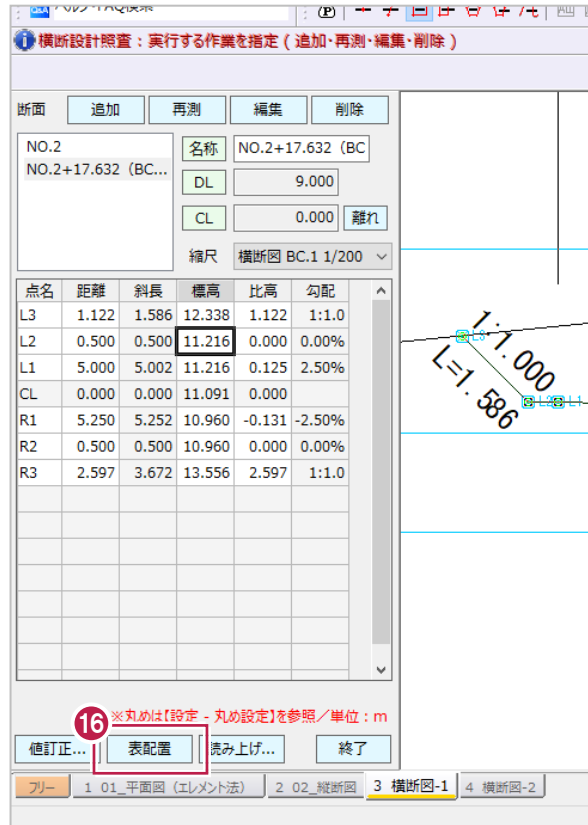 Q&A ヘルプ・FAQ検索
横断設計照査：実行する作業を指定（追加・再測・編集・削除）
断面 追加 再測 編集 削除
NO.2
NO.2+17.632（BC...
名称 NO.2+17.632（BC
DL 9.000
CL 0.000 離れ
縮尺 横断図 BC.1 1/200
点名 距離 斜長 標高 比高 勾配
L3 1.122 1.586 12.338 1.122 1:1.0
L2 0.500 0.500 11.216 0.000 0.00%
L1 5.000 5.002 11.216 0.125 2.50%
CL 0.000 0.000 11.091 0.000
R1 5.250 5.252 10.960 -0.131 -2.50%
R2 0.500 0.500 10.960 0.000 0.00%
R3 2.597 3.672 13.556 2.597 1:1.0
L3
1:1.000
L=1.586
L2 L1
※丸めは【設定 - 丸め設定】を参照／単位：m
16
値訂正... 表配置 読み上げ... 終了
フリー 1 01_平面図（エレメント法） 2 02_縦断図 3 横断図-1 4 横断図-2